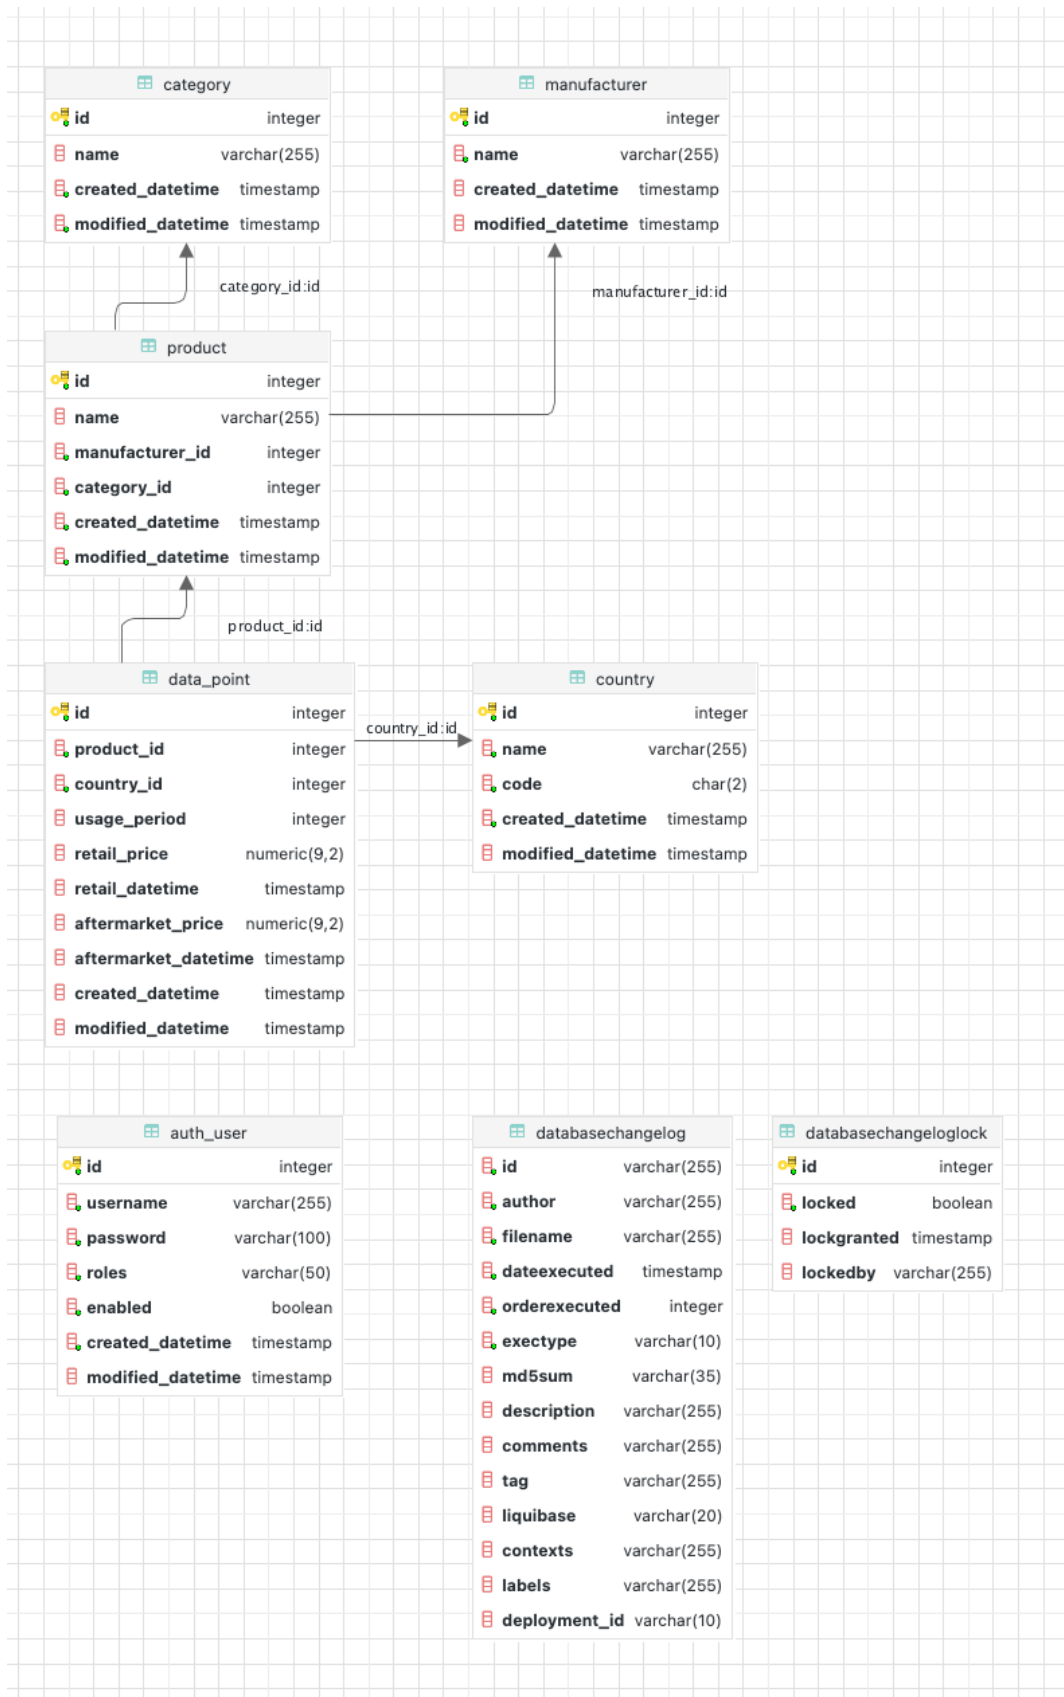 category
id integer
name varchar(255)
created_datetime timestamp
modified_datetime timestamp
manufacturer
id integer
name varchar(255)
created_datetime timestamp
modified_datetime timestamp
category_id:id
manufacturer_id:id
product
id integer
name varchar(255)
manufacturer_id integer
category_id integer
created_datetime timestamp
modified_datetime timestamp
product_id:id
data_point
id integer
product_id integer
country_id integer
usage_period integer
retail_price numeric(9,2)
retail_datetime timestamp
aftermarket_price numeric(9,2)
aftermarket_datetime timestamp
created_datetime timestamp
modified_datetime timestamp
country_id:id
country
id integer
name varchar(255)
code char(2)
created_datetime timestamp
modified_datetime timestamp
auth_user
id integer
username varchar(255)
password varchar(100)
roles varchar(50)
enabled boolean
created_datetime timestamp
modified_datetime timestamp
databasechangelog
id varchar(255)
author varchar(255)
filename varchar(255)
dateexecuted timestamp
orderexecuted integer
exectype varchar(10)
md5sum varchar(35)
description varchar(255)
comments varchar(255)
tag varchar(255)
liquibase varchar(20)
contexts varchar(255)
labels varchar(255)
deployment_id varchar(10)
databasechangeloglock
id integer
locked boolean
lockgranted timestamp
lockedby varchar(255)